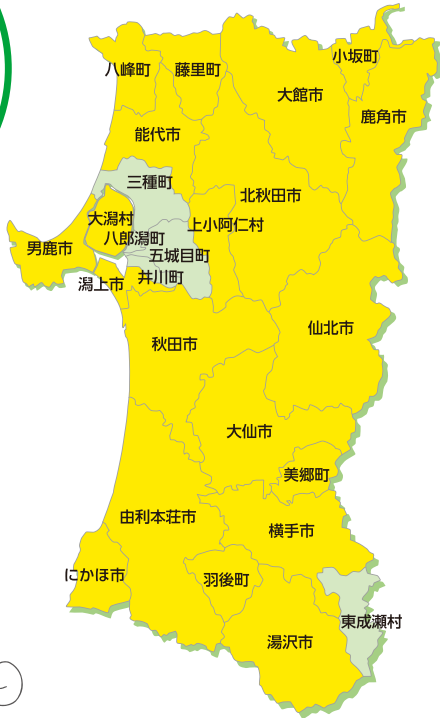 八峰町
藤里町
小坂町
大館市
鹿角市
能代市
三種町
北秋田市
大潟村
上小阿仁村
八郎潟町
男鹿市
五城目町
井川町
潟上市
仙北市
秋田市
大仙市
美郷町
由利本荘市
横手市
にかほ市
羽後町
東成瀬村
湯沢市